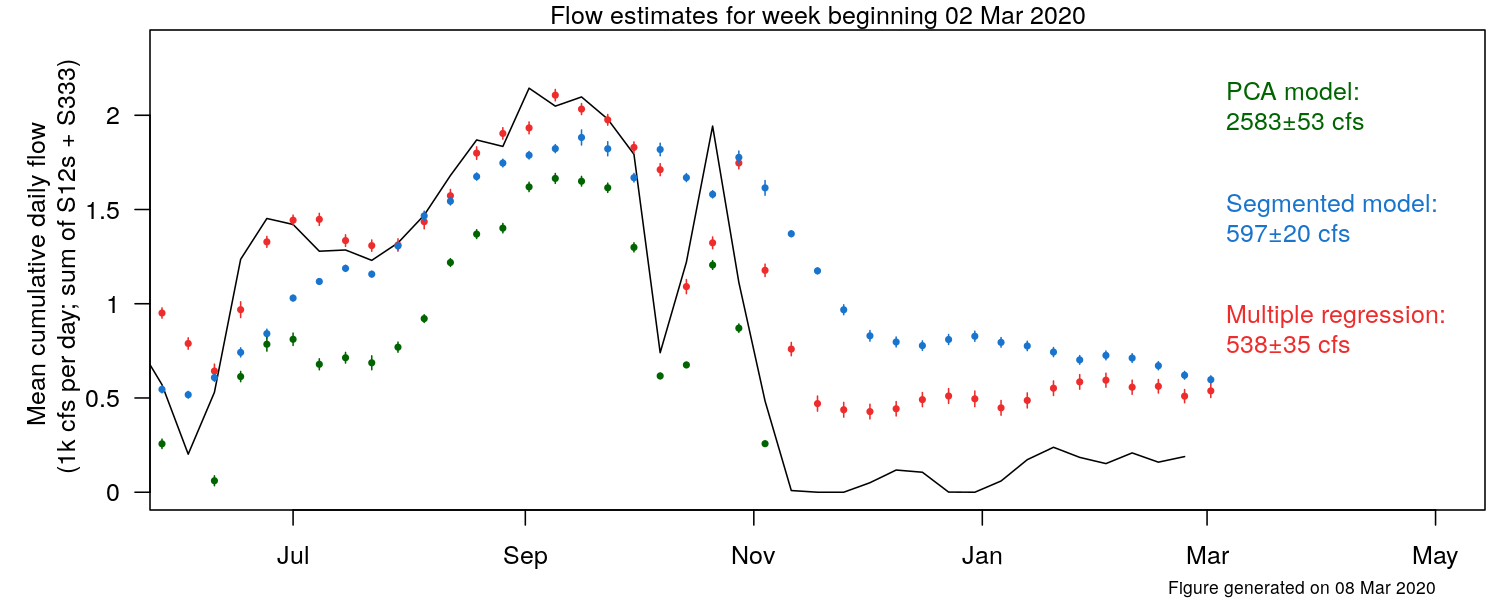 Flow estimates for week beginning 02 Mar 2020
Mean cumulative daily flow
(1k cfs per day; sum of S12s + S333)
2
1.5
1
0.5
0
PCA model:
2583±53 cfs
Segmented model:
597±20 cfs
Multiple regression:
538±35 cfs
Jul Sep Nov Jan Mar May
Figure generated on 08 Mar 2020